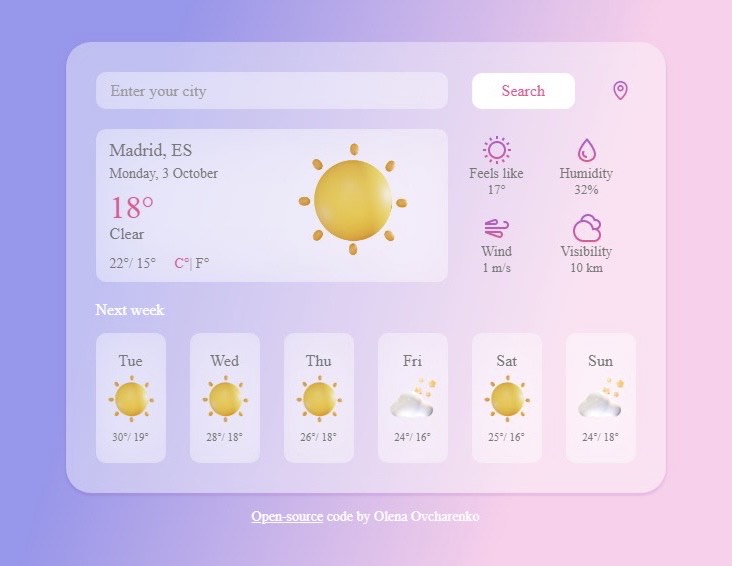 Enter your city
Search
Madrid, ES
Monday, 3 October
18°
Clear
22°/ 15° C°| F°
Feels like
17°
Humidity
32%
Wind
1 m/s
Visibility
10 km
Next week
Tue
30°/ 19°
Wed
28°/ 18°
Thu
26°/ 18°
Fri
24°/ 16°
Sat
25°/ 16°
Sun
24°/ 18°
Open-source code by Olena Ovcharenko